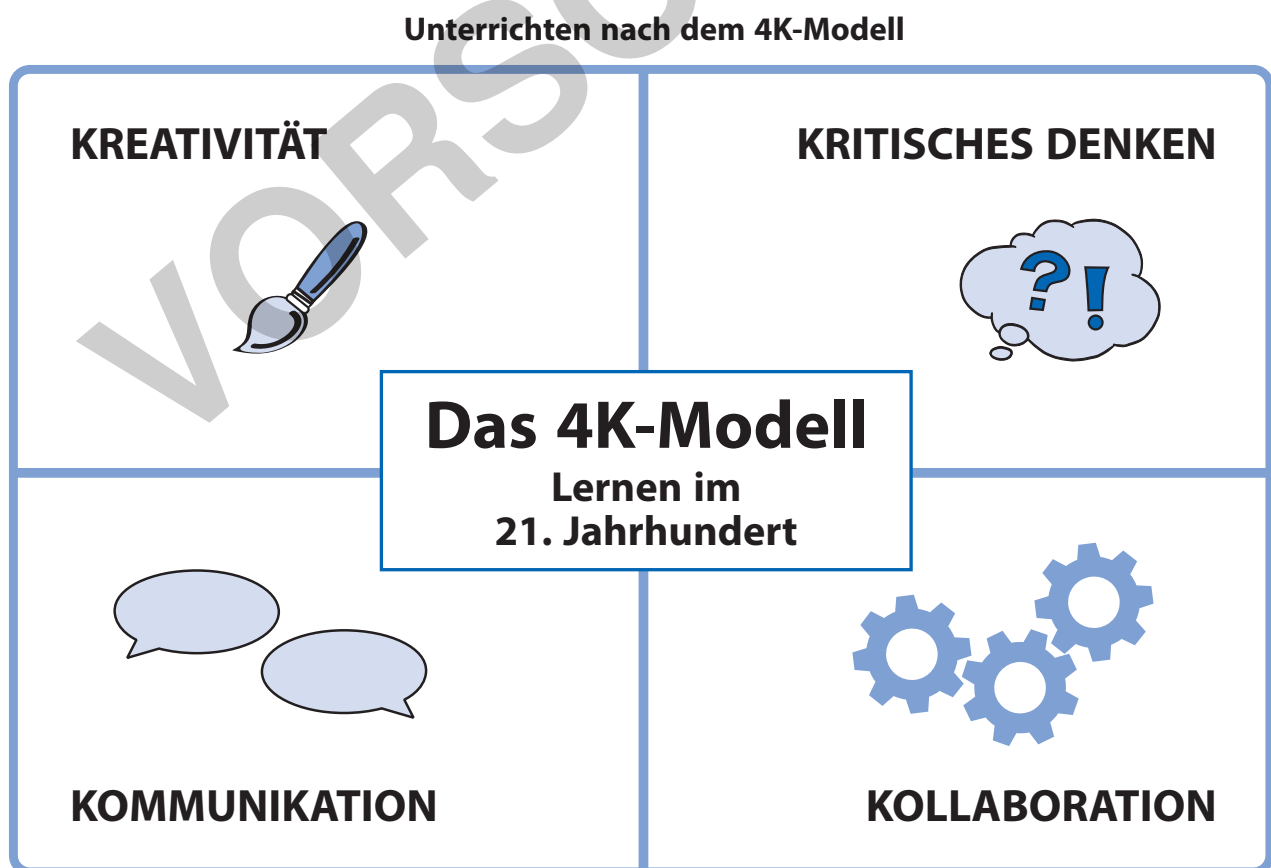 Unterrichten nach dem 4K-Modell
KREATIVITÄT
KRITISCHES DENKEN
?!
Das 4K-Modell
Lernen im
21. Jahrhundert
KOMMUNIKATION
KOLLABORATION